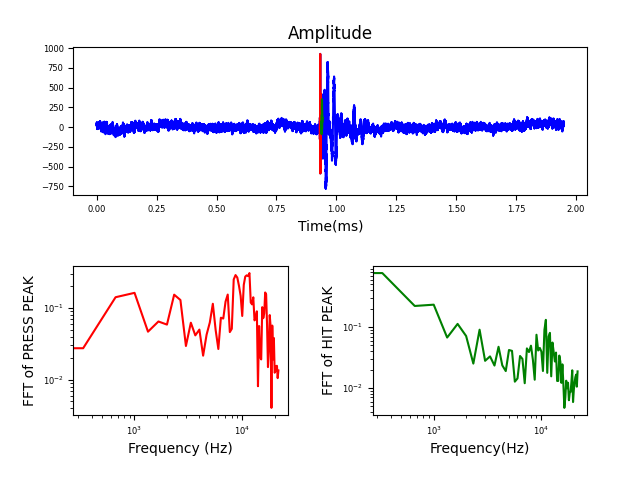 Amplitude
1000
750
500
250
0
−250
−500
−750
0.00 0.25 0.50 0.75 1.00 1.25 1.50 1.75 2.00
Time(ms)
FFT of PRESS PEAK
10⁻¹
10⁻²
10³ 10⁴
Frequency (Hz)
FFT of HIT PEAK
10⁻¹
10⁻²
10³ 10⁴
Frequency(Hz)